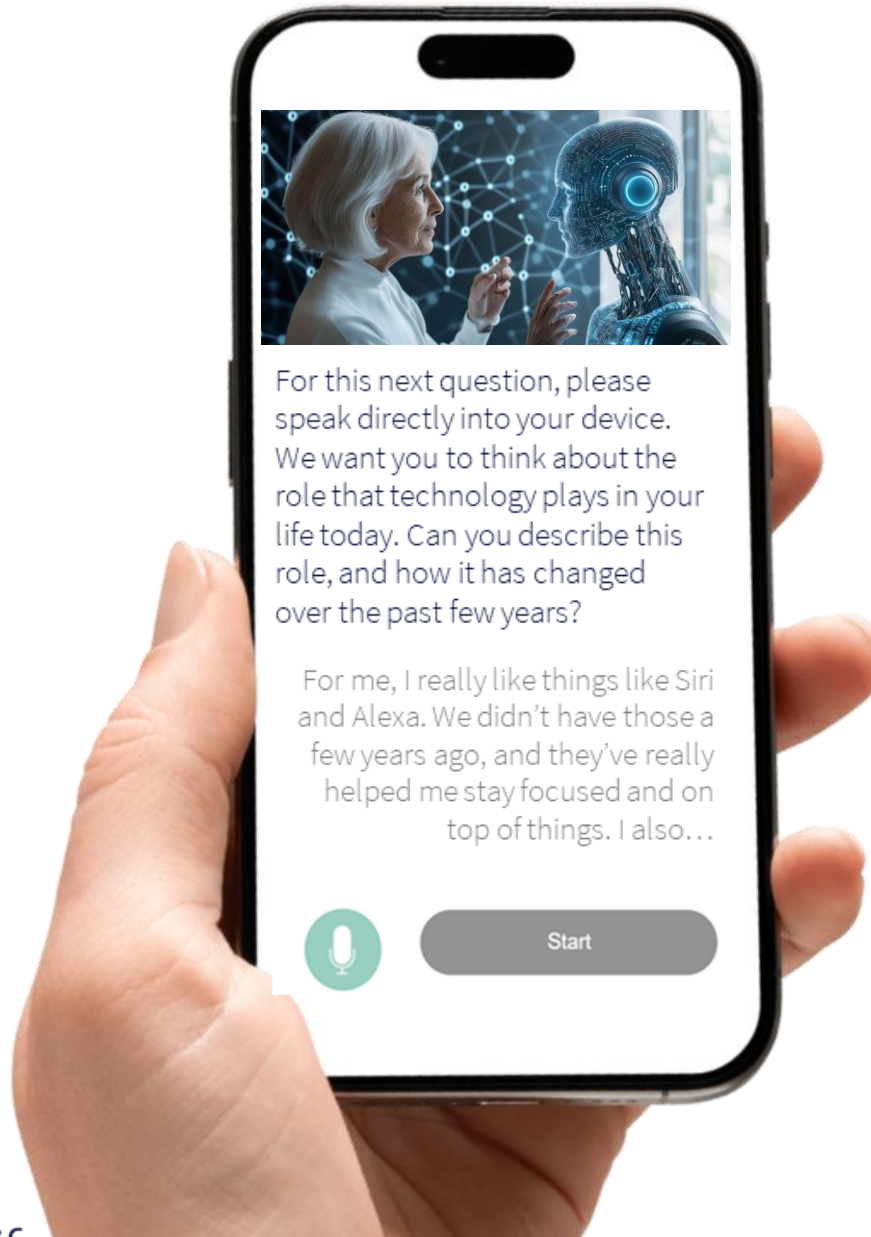 For this next question, please
speak directly into your device.
We want you to think about the
role that technology plays in your
life today. Can you describe this
role, and how it has changed
over the past few years?
For me, I really like things like Siri
and Alexa. We didn't have those a
few years ago, and they've really
helped me stay focused and on
top of things. I also…
Start